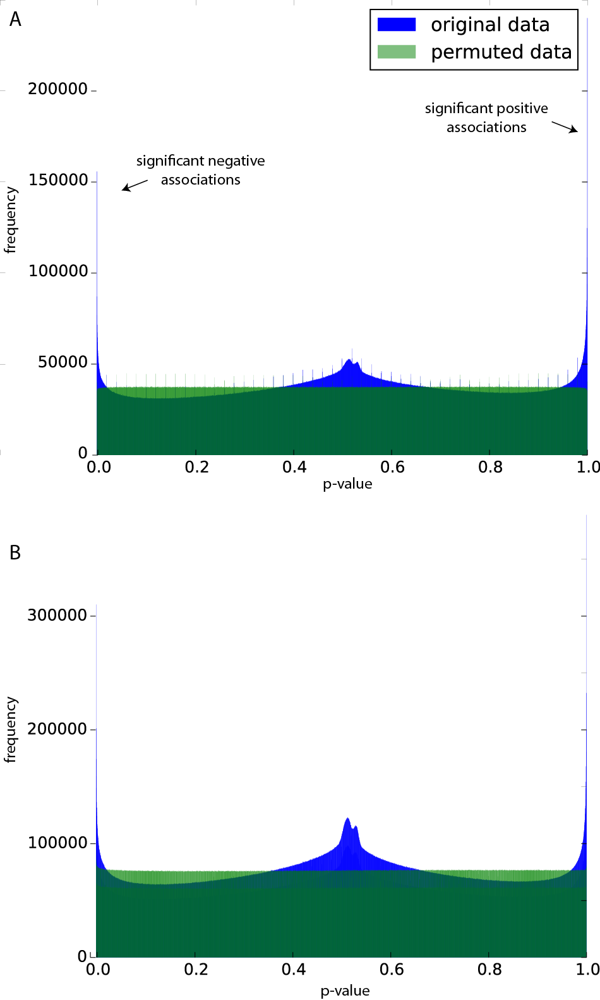 A
original data
permuted data
200000
significant positive
associations
significant negative
associations
150000
frequency
100000
50000
0
0.0 0.2 0.4 0.6 0.8 1.0
p-value
B
300000
frequency
200000
100000
0
0.0 0.2 0.4 0.6 0.8 1.0
p-value